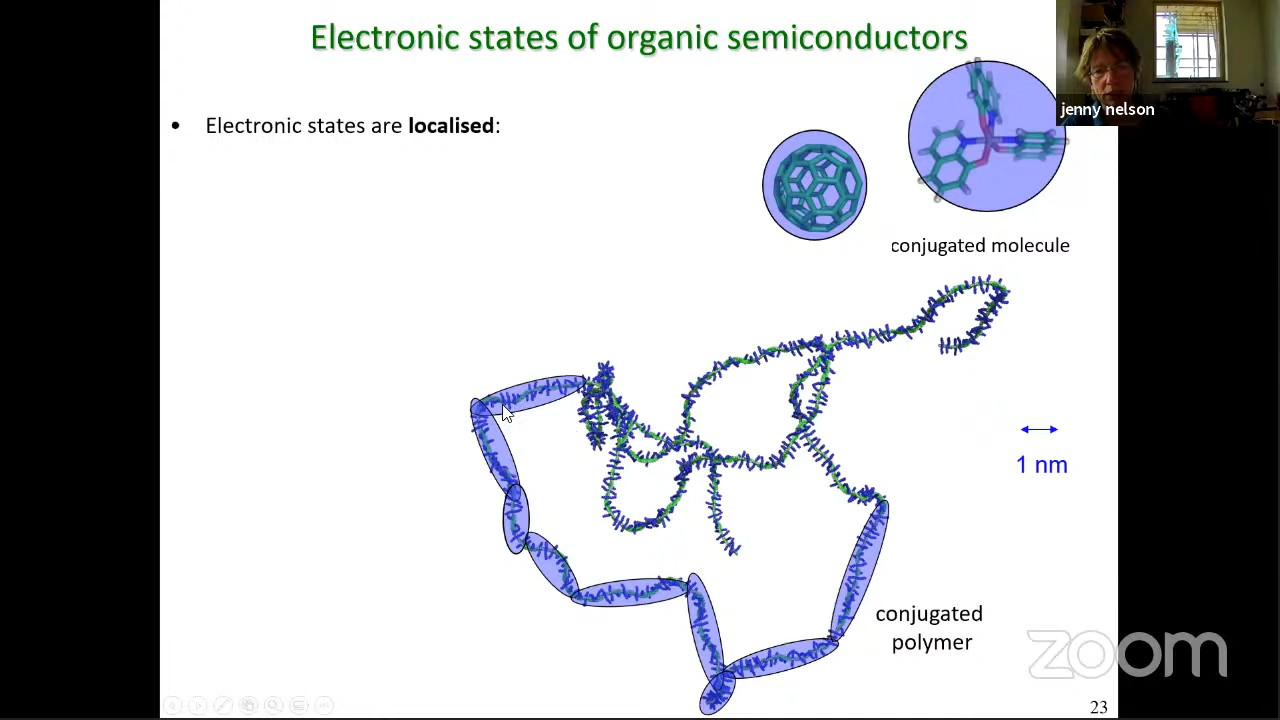 Electronic states of organic semiconductors
jenny nelson
• Electronic states are localised:
conjugated molecule
1 nm
conjugated
polymer
zoom
23